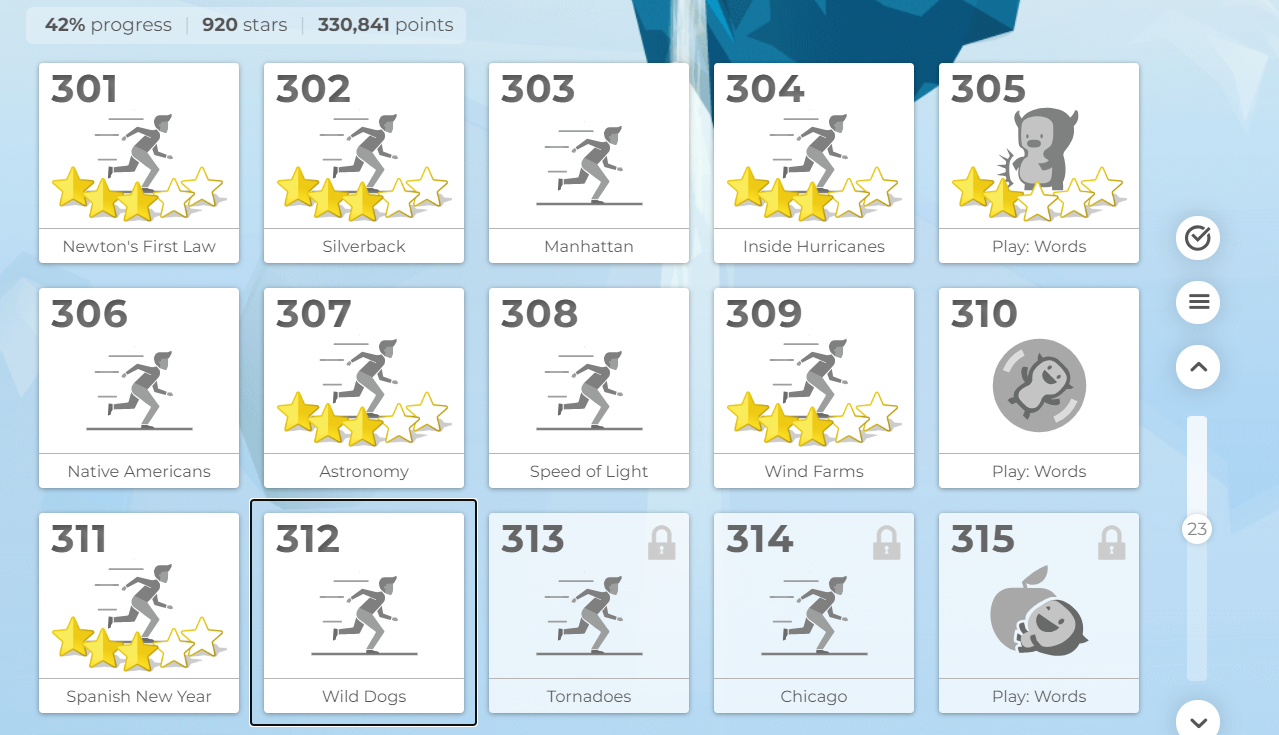 42% progress | 920 stars | 330,841 points
301
302
303
304
305
Newton's First Law
Silverback
Manhattan
Inside Hurricanes
Play: Words
306
307
308
309
310
Native Americans
Astronomy
Speed of Light
Wind Farms
Play: Words
311
312
313
314
315
23
Spanish New Year
Wild Dogs
Tornadoes
Chicago
Play: Words